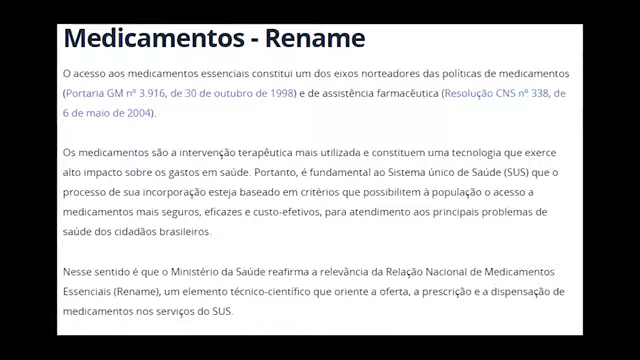 Medicamentos - Rename
O acesso aos medicamentos essenciais constitui um dos eixos norteadores das políticas de medicamentos
(Portaria GM nº 3.916, de 30 de outubro de 1998) e de assistência farmacêutica (Resolução CNS nº 338, de
6 de maio de 2004).
Os medicamentos são a intervenção terapêutica mais utilizada e constituem uma tecnologia que exerce
alto impacto sobre os gastos em saúde. Portanto, é fundamental ao Sistema único de Saúde (SUS) que o
processo de sua incorporação esteja baseado em critérios que possibilitem à população o acesso a
medicamentos mais seguros, eficazes e custo-efetivos, para atendimento aos principais problemas de
saúde dos cidadãos brasileiros.
Nesse sentido é que o Ministério da Saúde reafirma a relevância da Relação Nacional de Medicamentos
Essenciais (Rename), um elemento técnico-científico que oriente a oferta, a prescrição e a dispensação de
medicamentos nos serviços do SUS.